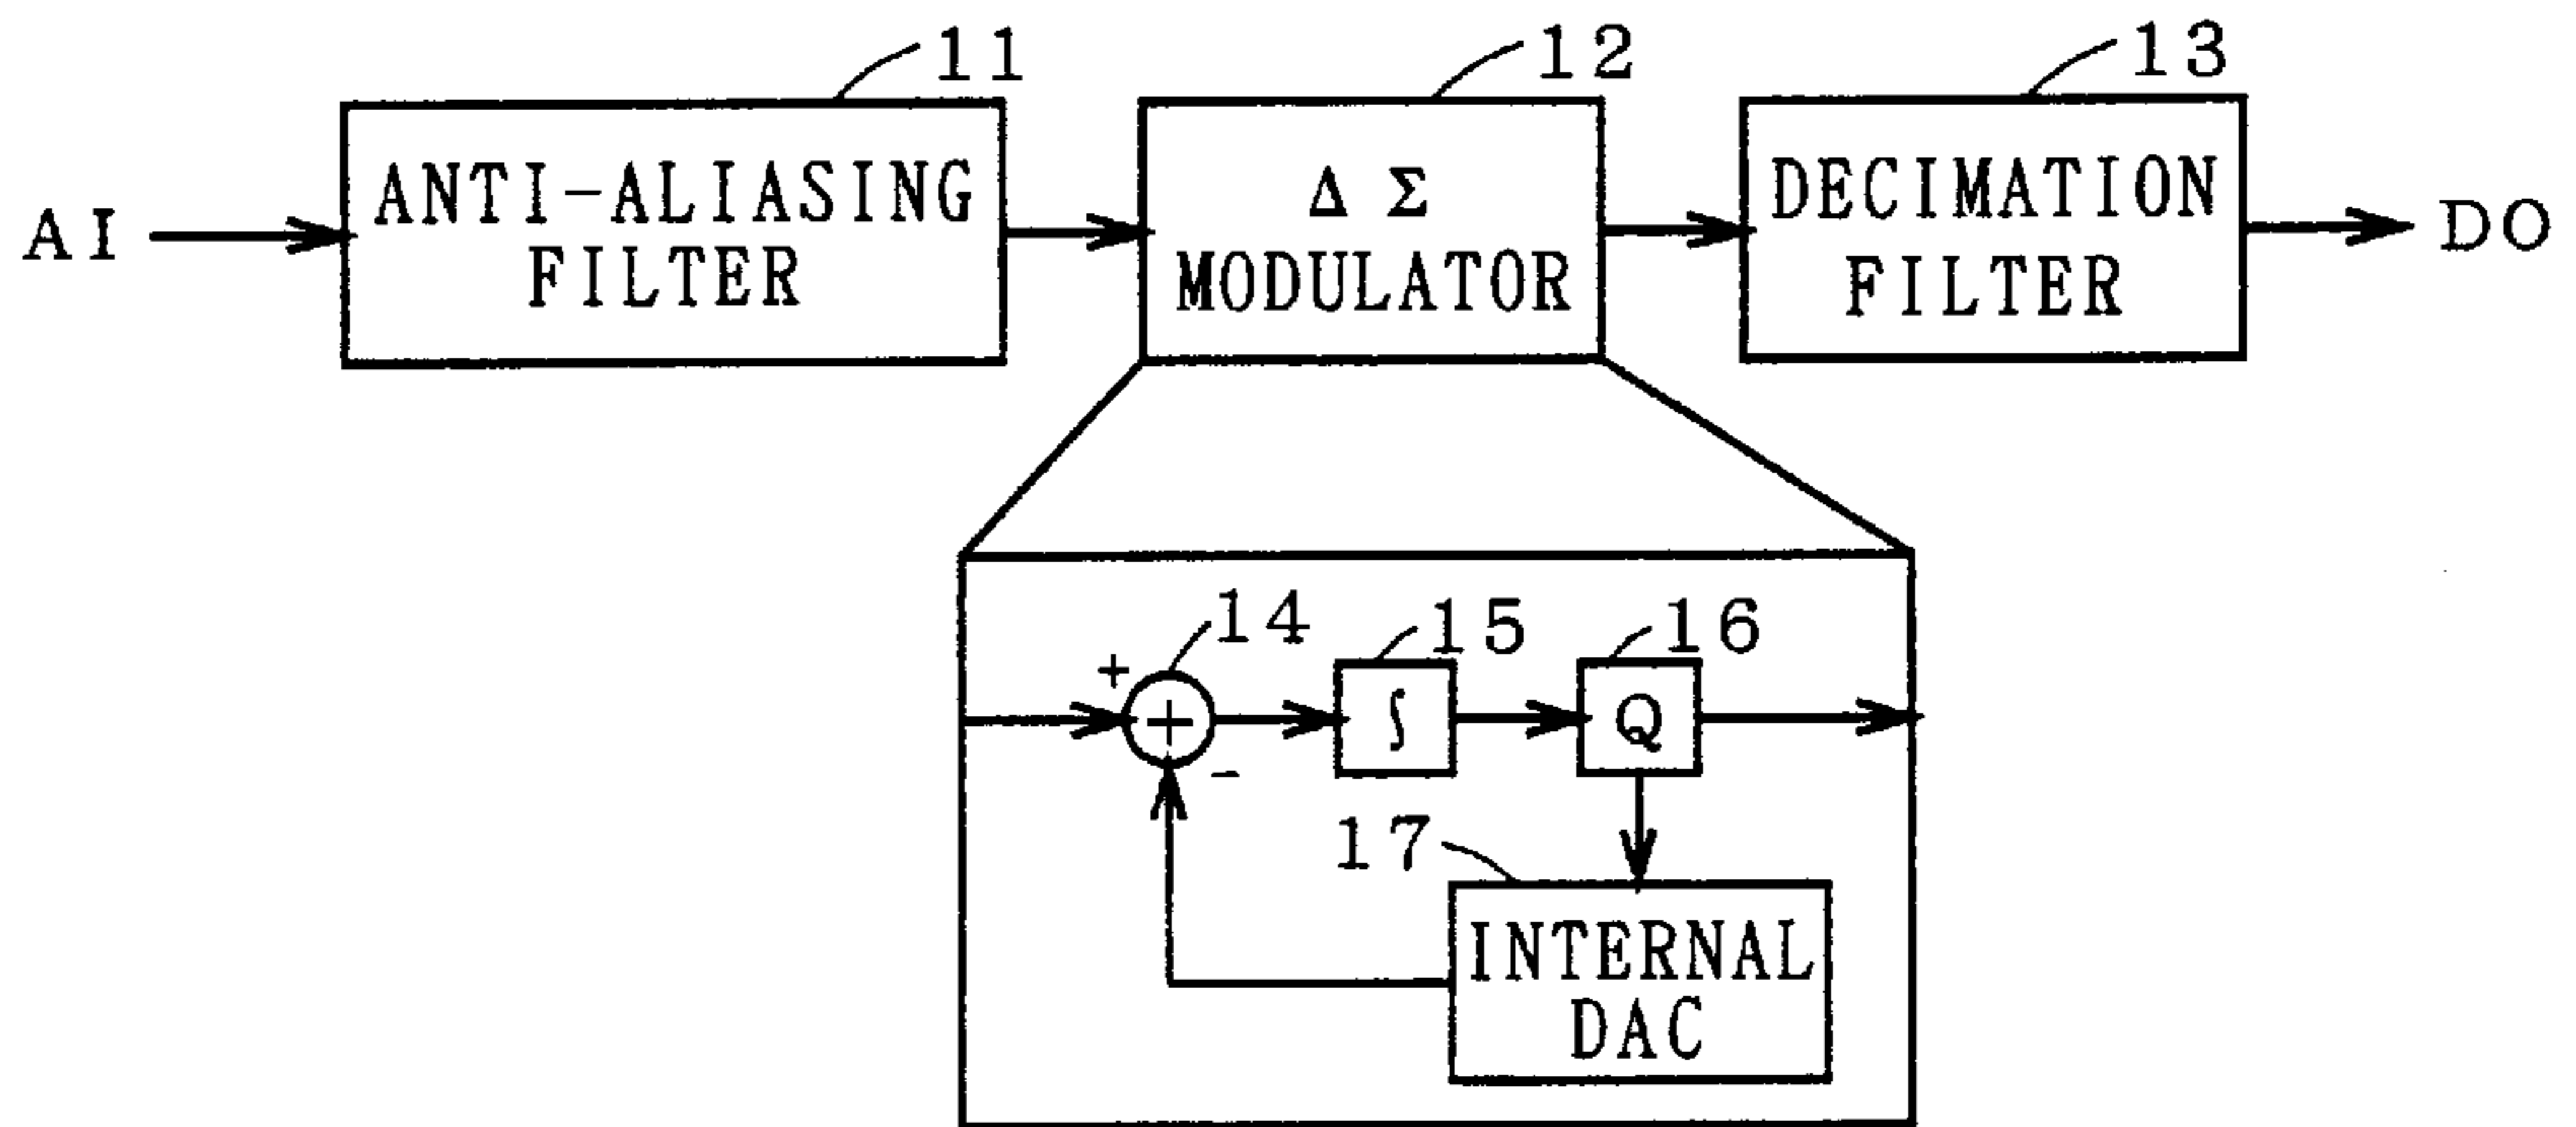 11
12
13
AI
ANTI-ALIASING
FILTER
Δ Σ
MODULATOR
DECIMATION
FILTER
DO
14
15
16
+
+
∫
Q
-
17
INTERNAL
DAC